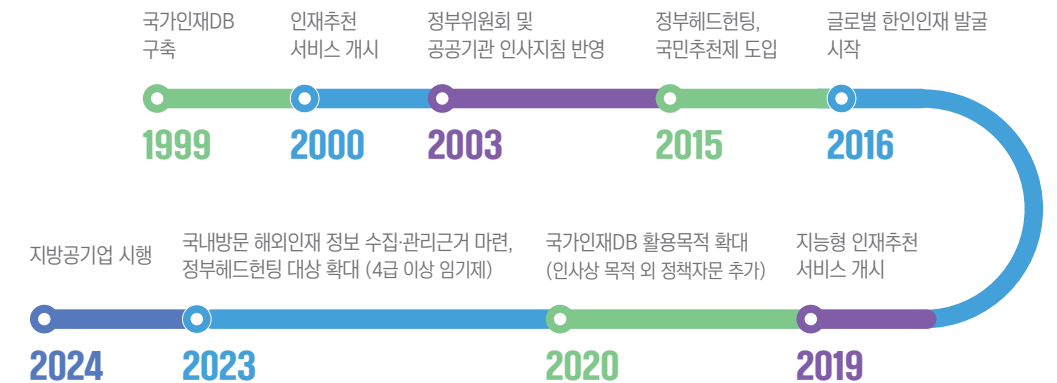 국가인재DB
구축
1999
인재추천
서비스 개시
2000
정부위원회 및
공공기관 인사지침 반영
2003
정부헤드헌팅,
국민추천제 도입
2015
글로벌 한인인재 발굴
시작
2016
지능형 인재추천
서비스 개시
2019
국가인재DB 활용목적 확대
(인사상 목적 외 정책자문 추가)
2020
국내방문 해외인재 정보 수집·관리근거 마련,
정부헤드헌팅 대상 확대 (4급 이상 임기제)
2023
지방공기업 시행
2024